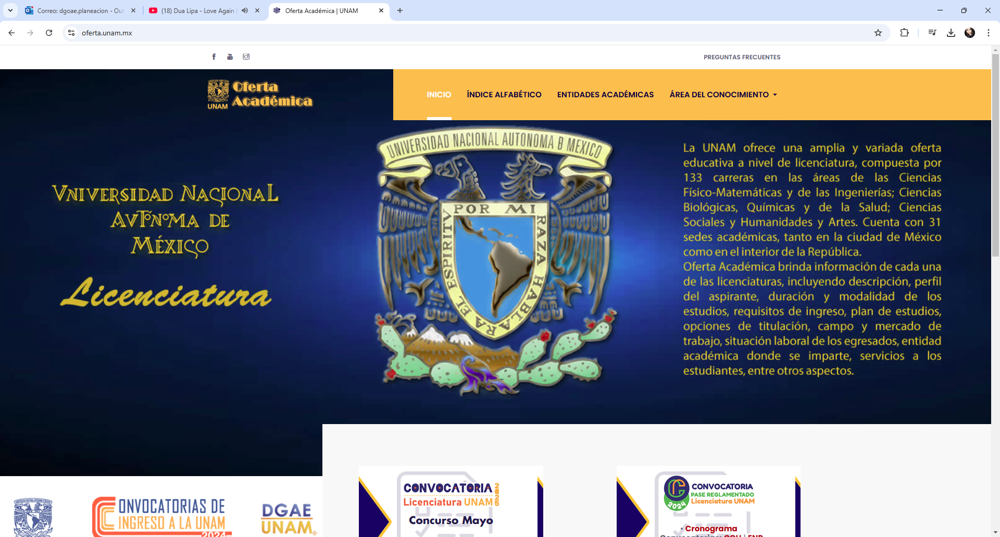 Correo: dgoae.planeacion - Out
(18) Dua Lipa - Love Again (
Oferta Académica | UNAM
oferta.unam.mx
PREGUNTAS FRECUENTES
UNAM
Oferta
Académica
INICIO
ÍNDICE ALFABÉTICO
ENTIDADES ACADÉMICAS
ÁREA DEL CONOCIMIENTO
VNIVERSIDAD NACIONAL
AVTÓNOMA DE
MÉXICO
Licenciatura
UNIVERSIDAD NACIONAL AUTONOMA D MEXICO
POR MI RAZA HABLARA EL ESPIRITV
La UNAM ofrece una amplia y variada oferta
educativa a nivel de licenciatura, compuesta por
133 carreras en las áreas de las Ciencias
Físico-Matemáticas y de las Ingenierías; Ciencias
Biológicas, Químicas y de la Salud; Ciencias
Sociales y Humanidades y Artes. Cuenta con 31
sedes académicas, tanto en la ciudad de México
como en el interior de la República.
Oferta Académica brinda información de cada una
de las licenciaturas, incluyendo descripción, perfil
del aspirante, duración y modalidad de los
estudios, requisitos de ingreso, plan de estudios,
opciones de titulación, campo y mercado de
trabajo, situación laboral de los egresados, entidad
académica donde se imparte, servicios a los
estudiantes, entre otros aspectos.
CONVOCATORIAS DE
INGRESO A LA UNAM
2024
DGAE
UNAM®
CONVOCATORIA
2025
Licenciatura UNAM
Concurso Mayo
2024
CONVOCATORIA
PASE REGLAMENTADO
Licenciatura UNAM
• Cronograma
Convocatorias: CCH | ENP